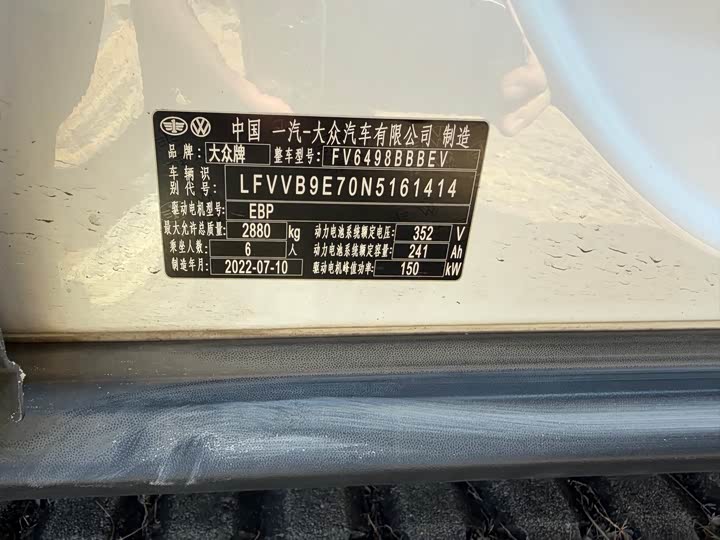 中国 一汽-大众汽车有限公司 制造
品牌: 大众牌 整车型号: FV6498BBBEV
车辆识别代号: LFVVB9E70N5161414
驱动电机型号: EBP
最大允许总质量: 2880 kg 动力电池系统额定电压: 352 V
乘坐人数: 6 人 动力电池系统额定容量: 241 Ah
制造年月: 2022-07-10 驱动电机峰值功率: 150 kW